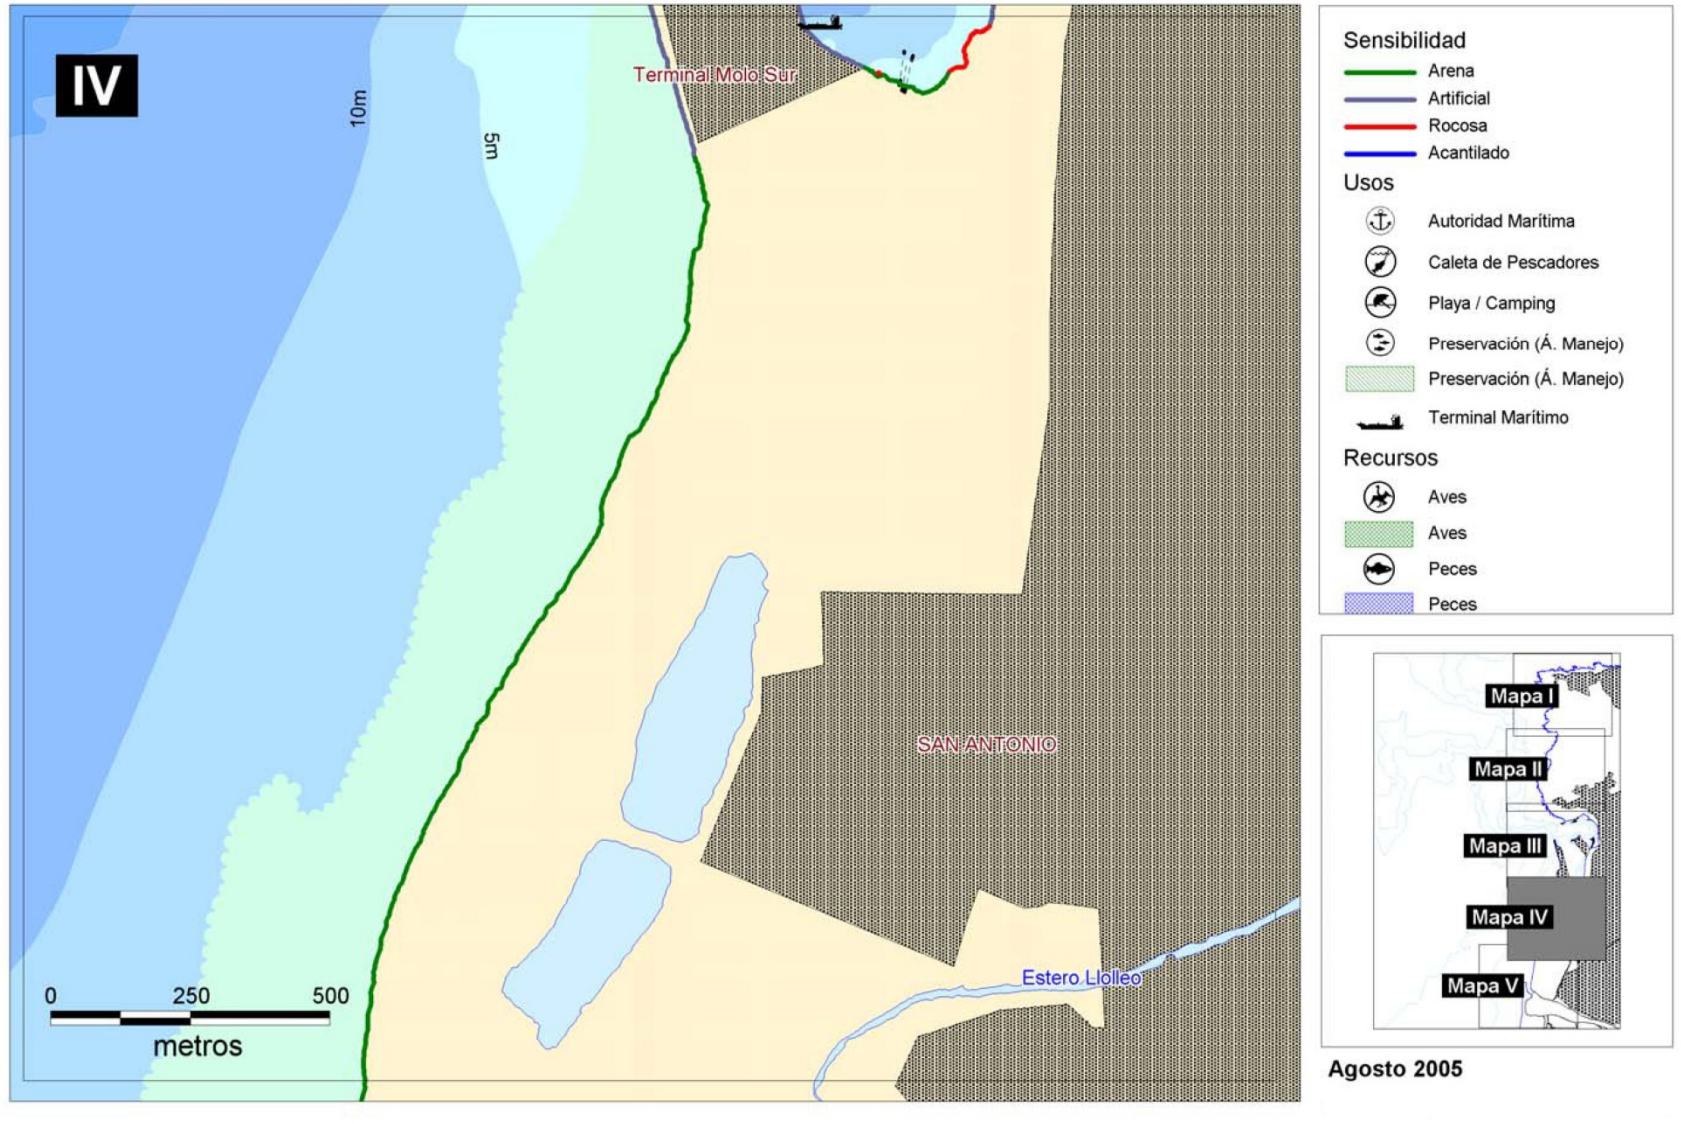 IV
10m
5m
Terminal Molo Sur
SAN ANTONIO
Estero Llolleo
0 250 500
metros
Sensibilidad
Arena
Artificial
Rocosa
Acantilado
Usos
Autoridad Marítima
Caleta de Pescadores
Playa / Camping
Preservación (Á. Manejo)
Preservación (Á. Manejo)
Terminal Marítimo
Recursos
Aves
Aves
Peces
Peces
Mapa I
Mapa II
Mapa III
Mapa IV
Mapa V
Agosto 2005